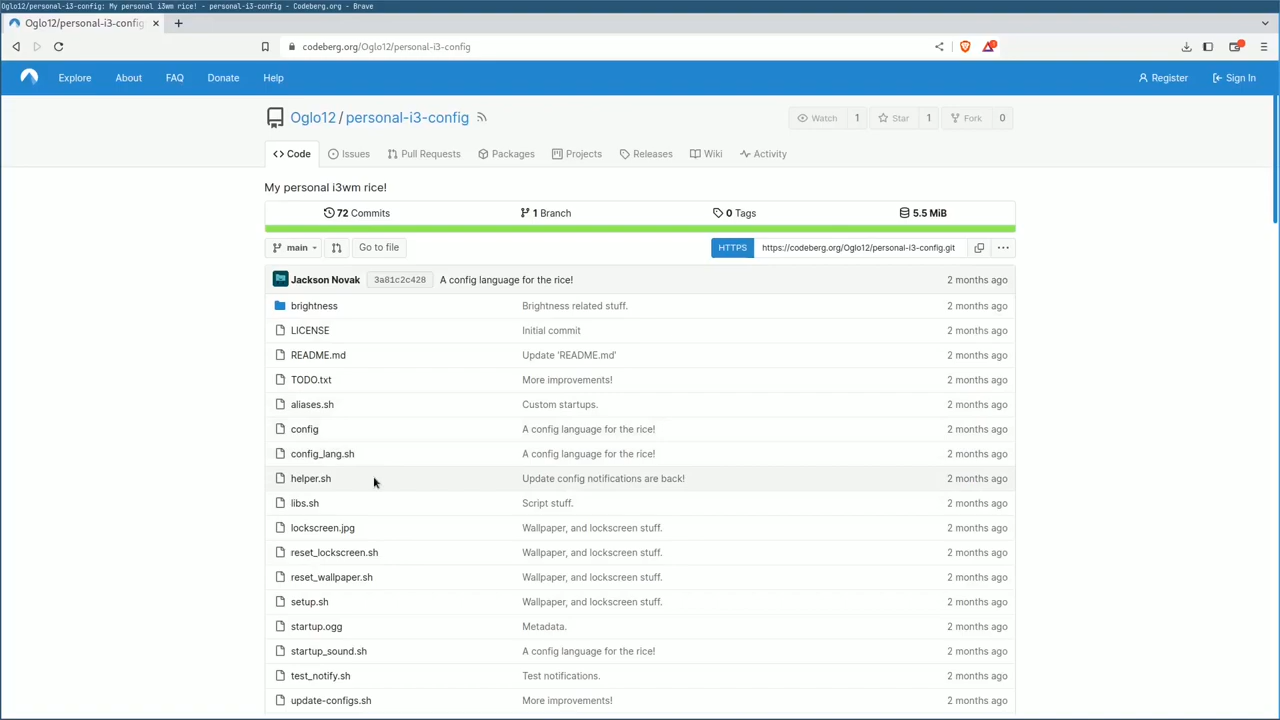 Oglo12/personal-i3-config: My personal i3wm rice! - personal-i3-config - Codeberg.org - Brave
Oglo12/personal-i3-config
codeberg.org/Oglo12/personal-i3-config
Explore About FAQ Donate Help Register Sign In
Oglo12/personal-i3-config Watch 1 Star 1 Fork 0
Code Issues Pull Requests Packages Projects Releases Wiki Activity
My personal i3wm rice!
72 Commits 1 Branch 0 Tags 5.5 MiB
main Go to file HTTPS https://codeberg.org/Oglo12/personal-i3-config.git
Jackson Novak 3a81c2c428 A config language for the rice! 2 months ago
brightness Brightness related stuff. 2 months ago
LICENSE Initial commit 2 months ago
README.md Update 'README.md' 2 months ago
TODO.txt More improvements! 2 months ago
aliases.sh Custom startups. 2 months ago
config A config language for the rice! 2 months ago
config_lang.sh A config language for the rice! 2 months ago
helper.sh Update config notifications are back! 2 months ago
libs.sh Script stuff. 2 months ago
lockscreen.jpg Wallpaper, and lockscreen stuff. 2 months ago
reset_lockscreen.sh Wallpaper, and lockscreen stuff. 2 months ago
reset_wallpaper.sh Wallpaper, and lockscreen stuff. 2 months ago
setup.sh Wallpaper, and lockscreen stuff. 2 months ago
startup.ogg Metadata. 2 months ago
startup_sound.sh A config language for the rice! 2 months ago
test_notify.sh Test notifications. 2 months ago
update-configs.sh More improvements! 2 months ago